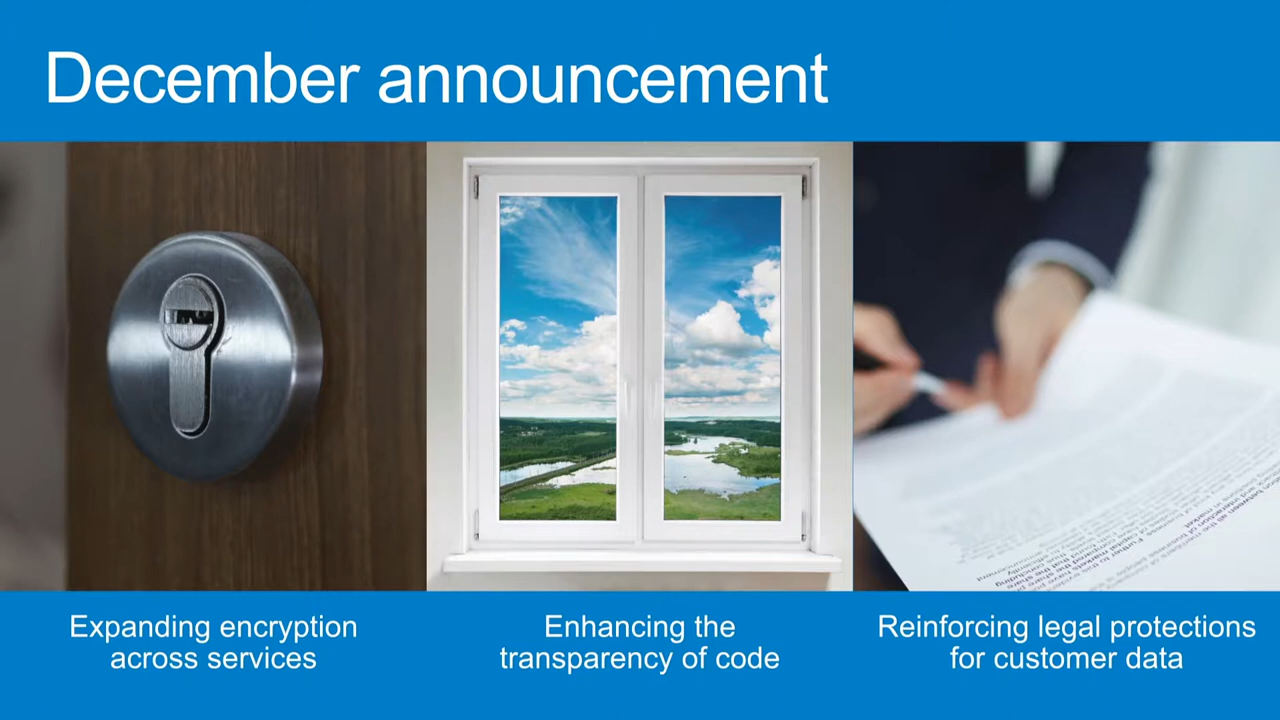 December announcement
Expanding encryption
across services
Enhancing the
transparency of code
Reinforcing legal protections
for customer data